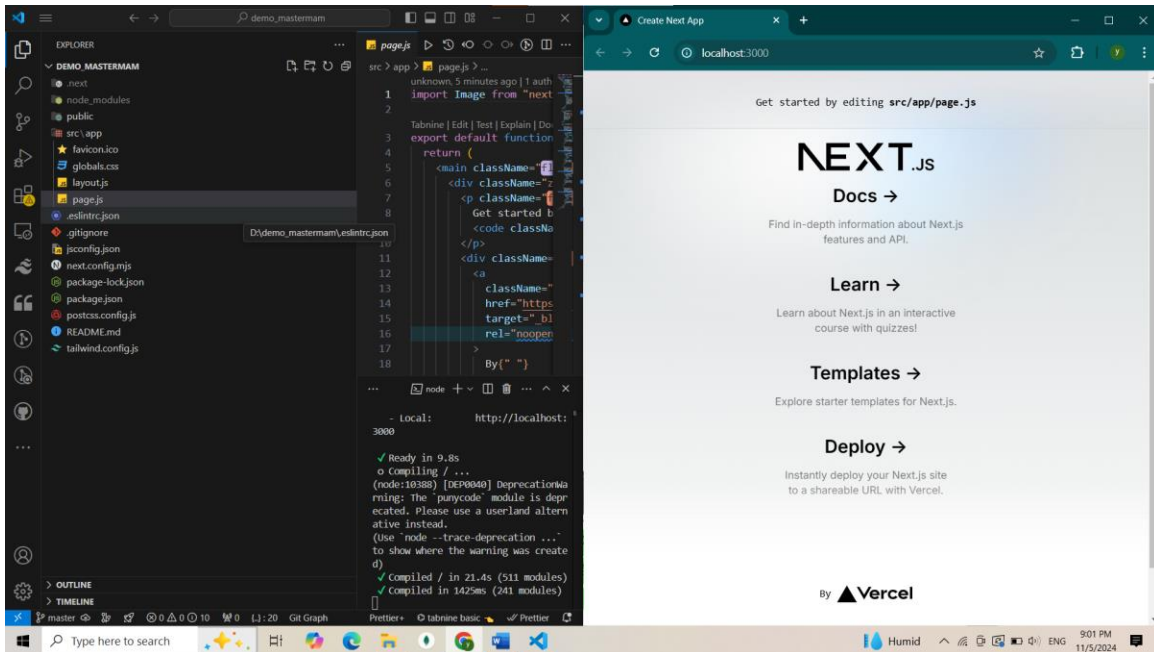 demo_mastermam
EXPLORER
DEMO_MASTERMAM
.next
node_modules
public
src\app
favicon.ico
globals.css
layout.js
page.js
.eslintrc.json
.gitignore
jsconfig.json
next.config.mjs
package-lock.json
package.json
postcss.config.js
README.md
tailwind.config.js
D:\demo_mastermam\.eslintrc.json
OUTLINE
TIMELINE
page.js
src > app > page.js > ...
unknown, 5 minutes ago | 1 auth
1 import Image from "next
2
Tabnine | Edit | Test | Explain | Do
3 export default function
4 return (
5 <main className="fl
6 <div className="z
7 <p className="
8 Get started b
<code classNa
10 </p>
11 <div className=
12 <a
13 className="
14 href="https
15 target="_bl
16 rel="noopen
17 >
18 By{" "}
node
- Local: http://localhost:
3000
✓ Ready in 9.8s
o Compiling / ...
(node:10388) [DEP0040] DeprecationWa
rning: The `punycode` module is depr
ecated. Please use a userland altern
ative instead.
(Use `node --trace-deprecation ...`
to show where the warning was create
d)
✓ Compiled / in 21.4s (511 modules)
✓ Compiled in 1425ms (241 modules)
master 0 0 10 0 {..}: 20 Git Graph Prettier+ tabnine basic Prettier
Create Next App
localhost:3000
y
Get started by editing src/app/page.js
NEXT.JS
Docs →
Find in-depth information about Next.js
features and API.
Learn →
Learn about Next.js in an interactive
course with quizzes!
Templates →
Explore starter templates for Next.js.
Deploy →
Instantly deploy your Next.js site
to a shareable URL with Vercel.
By Vercel
Type here to search
Humid
ENG
9:01 PM
11/5/2024